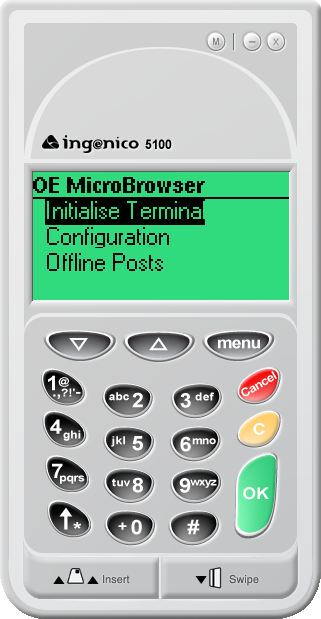 M − X
ingenico 5100
OE MicroBrowser
Initialise Terminal
Configuration
Offline Posts
▽ △ menu
1@.,?!'- abc 2 3 def Cancel
4 ghi jkl 5 6 mno C
7 pqrs tuv 8 9 wxyz OK
↑* +0 #
▲ ▲ Insert ▼ Swipe